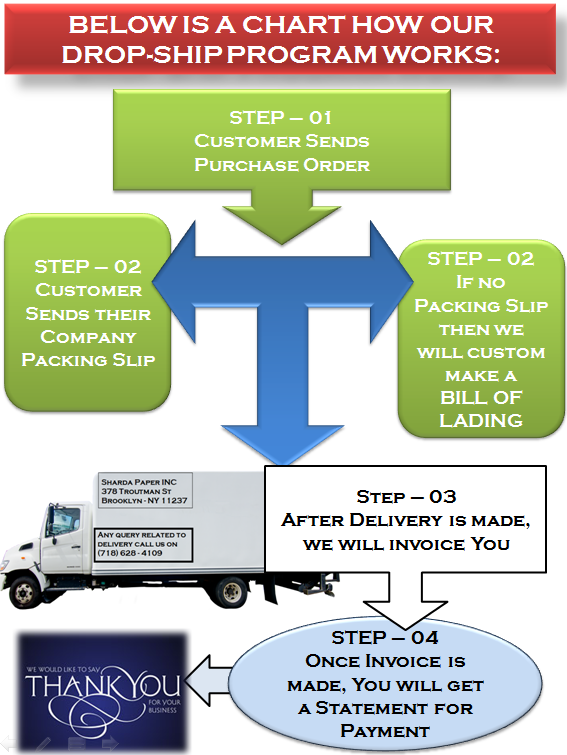 BELOW IS A CHART HOW OUR
DROP-SHIP PROGRAM WORKS:
STEP – 01
Customer Sends
Purchase Order
STEP – 02
Customer
Sends their
Company
Packing Slip
STEP – 02
If no
Packing Slip
then we
will custom
make a
BILL OF
LADING
Sharda Paper INC
378 Troutman St
Brooklyn - NY 11237
Any query related to
delivery call us on
(718) 628 - 4109
Step – 03
After Delivery is made,
we will invoice You
STEP – 04
Once Invoice is
made, You will get
a Statement for
Payment
WE WOULD LIKE TO SAY
THANK YOU
FOR YOUR
BUSINESS